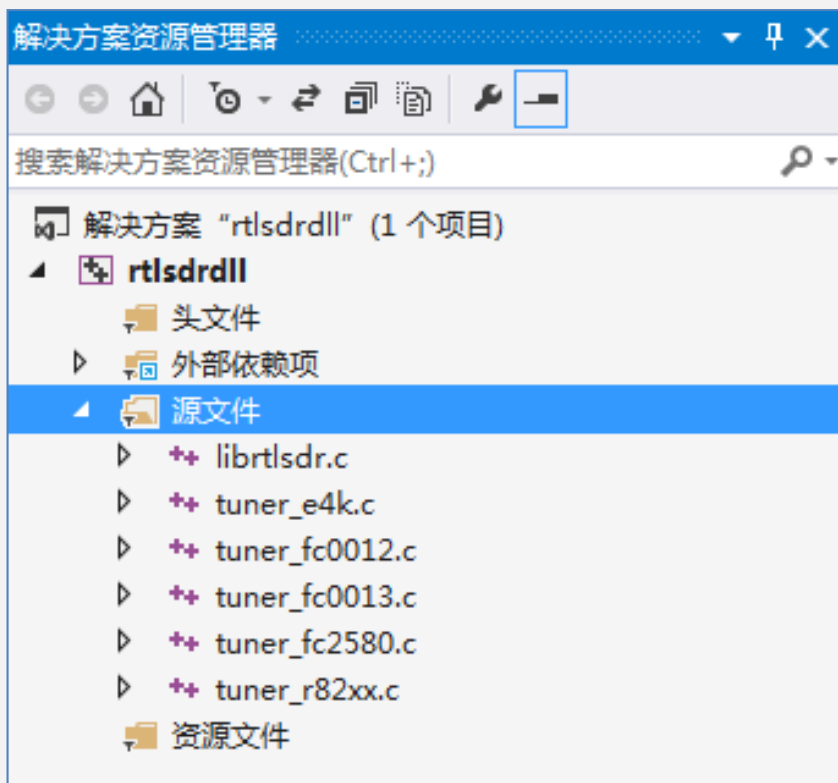 解决方案资源管理器
搜索解决方案资源管理器(Ctrl+;)
解决方案 “rtlsdrdll” (1 个项目)
rtlsdrdll
头文件
外部依赖项
源文件
librtlsdr.c
tuner_e4k.c
tuner_fc0012.c
tuner_fc0013.c
tuner_fc2580.c
tuner_r82xx.c
资源文件